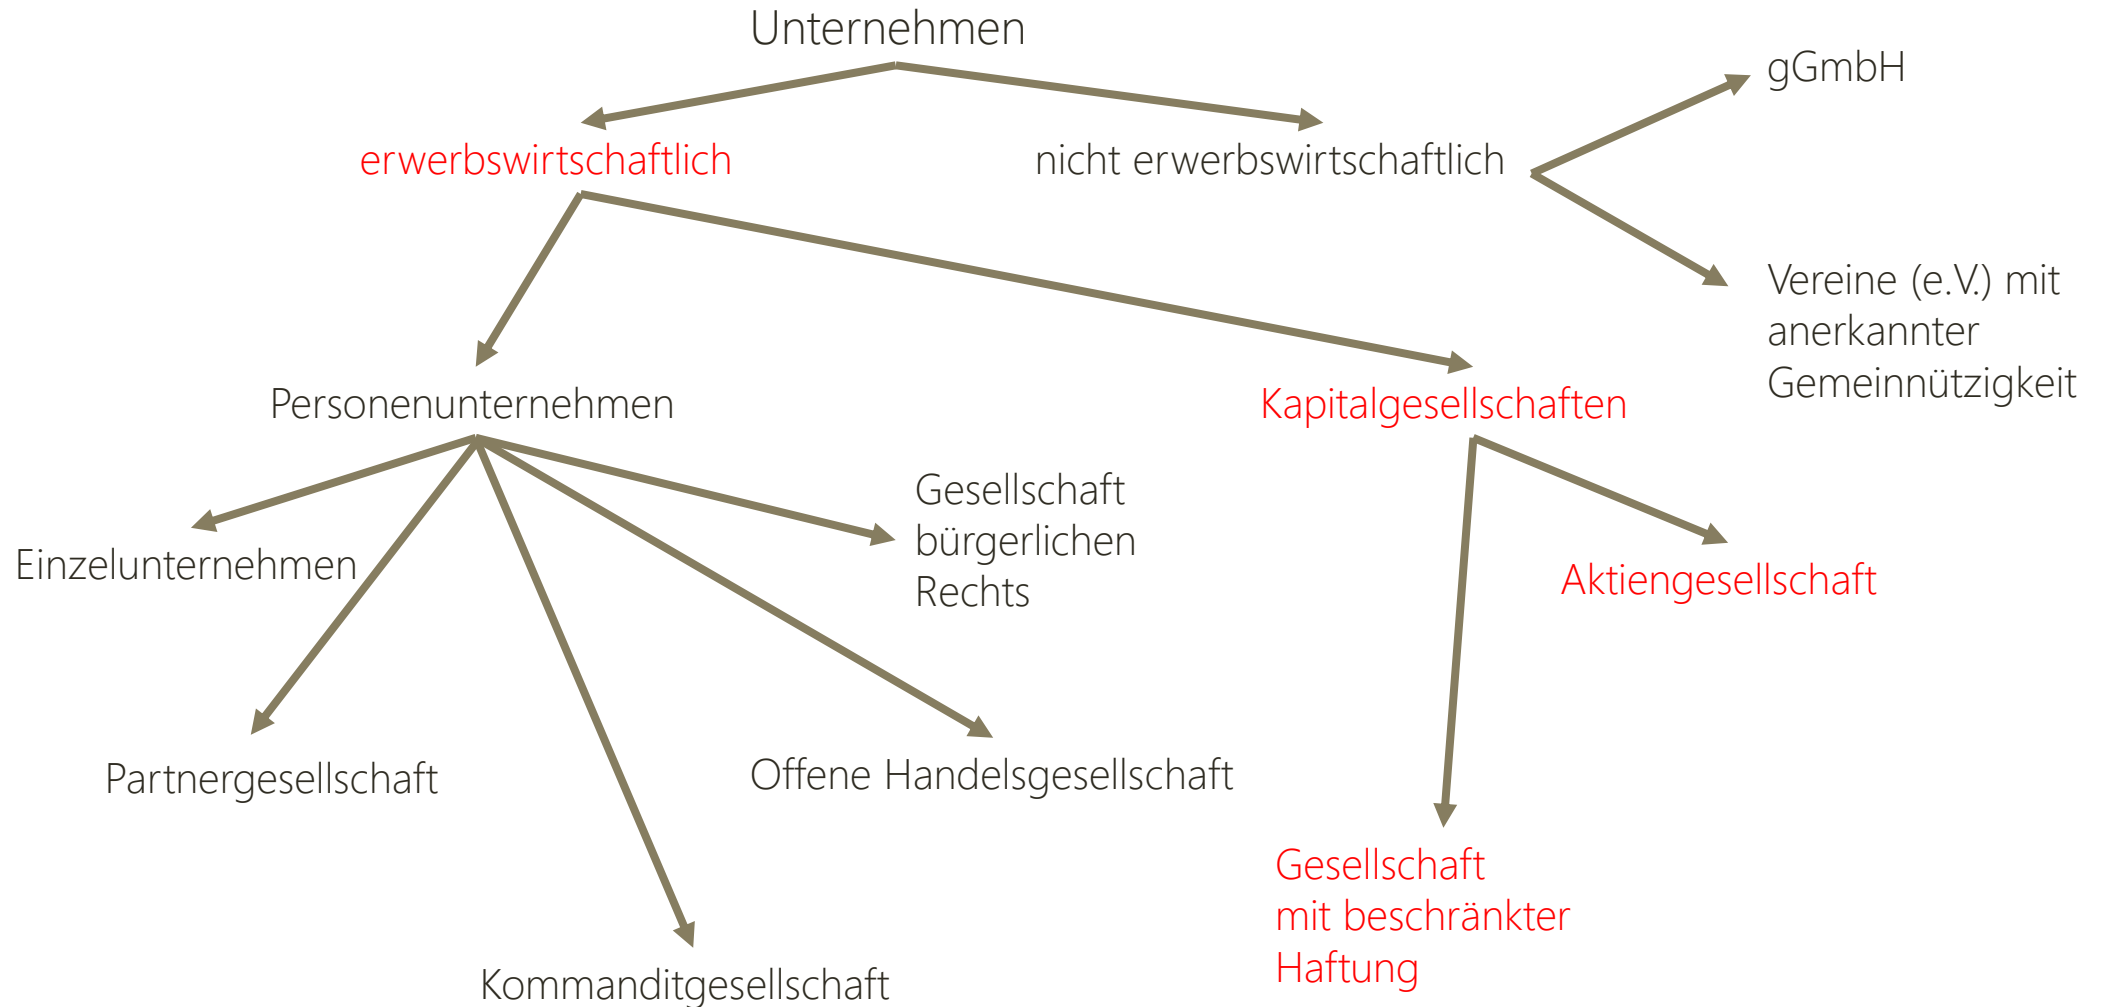 Unternehmen
gGmbH
erwerbswirtschaftlich
nicht erwerbswirtschaftlich
Vereine (e.V.) mit
anerkannter
Gemeinnützigkeit
Personenunternehmen
Kapitalgesellschaften
Gesellschaft
bürgerlichen
Rechts
Einzelunternehmen
Aktiengesellschaft
Partnergesellschaft
Offene Handelsgesellschaft
Gesellschaft
mit beschränkter
Haftung
Kommanditgesellschaft